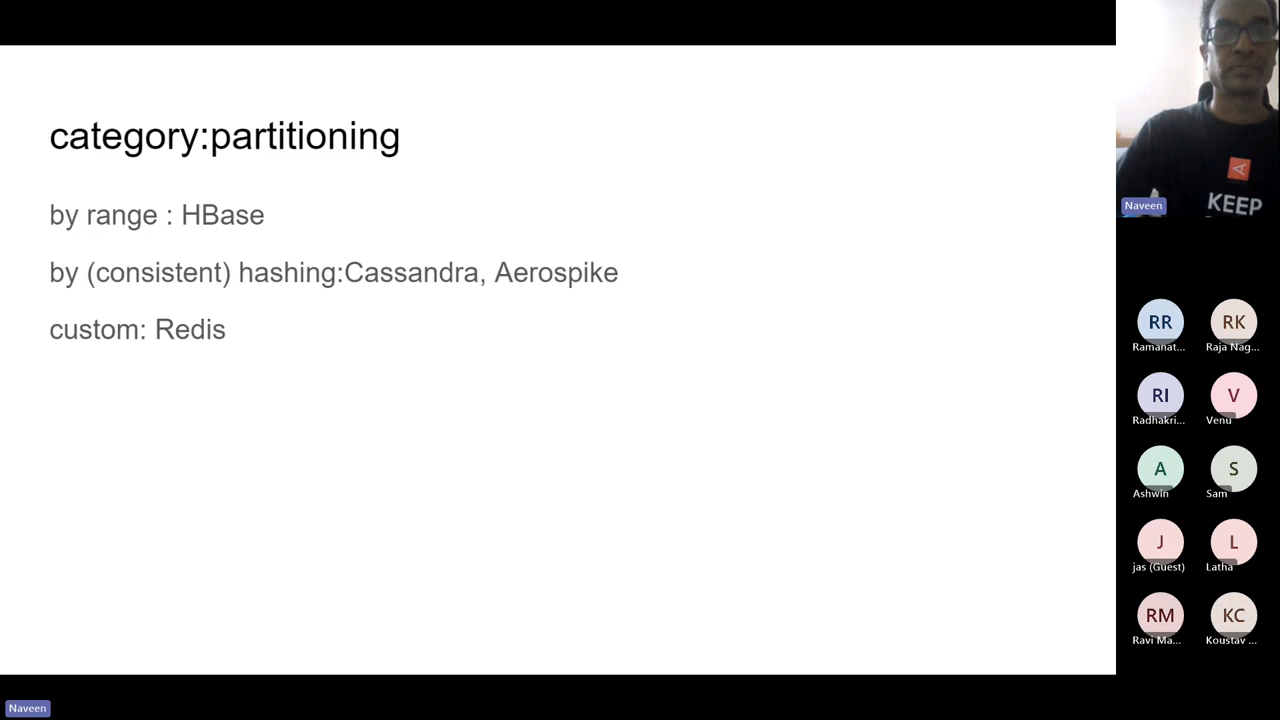 category:partitioning
by range : HBase
by (consistent) hashing:Cassandra, Aerospike
custom: Redis
KEEP
Naveen
RR
RK
Ramanat...
Raja Nag...
RI
V
Radhakri...
Venu
A
S
Ashwin
Sam
J
L
jas (Guest)
Latha
RM
KC
Ravi Ma...
Koustav ...
Naveen